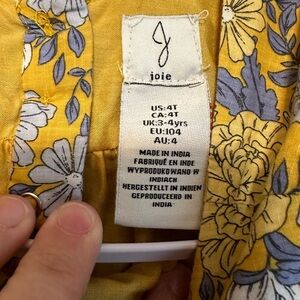 joie
US:4T
CA:4T
UK:3-4yrs
EU:104
AU:4
MADE IN INDIA
FABRIQUÉ EN INDE
WYPRODUKOWANO W
INDIACH
HERGESTELLT IN INDIEN
GEPRODUCEERD IN
INDIA